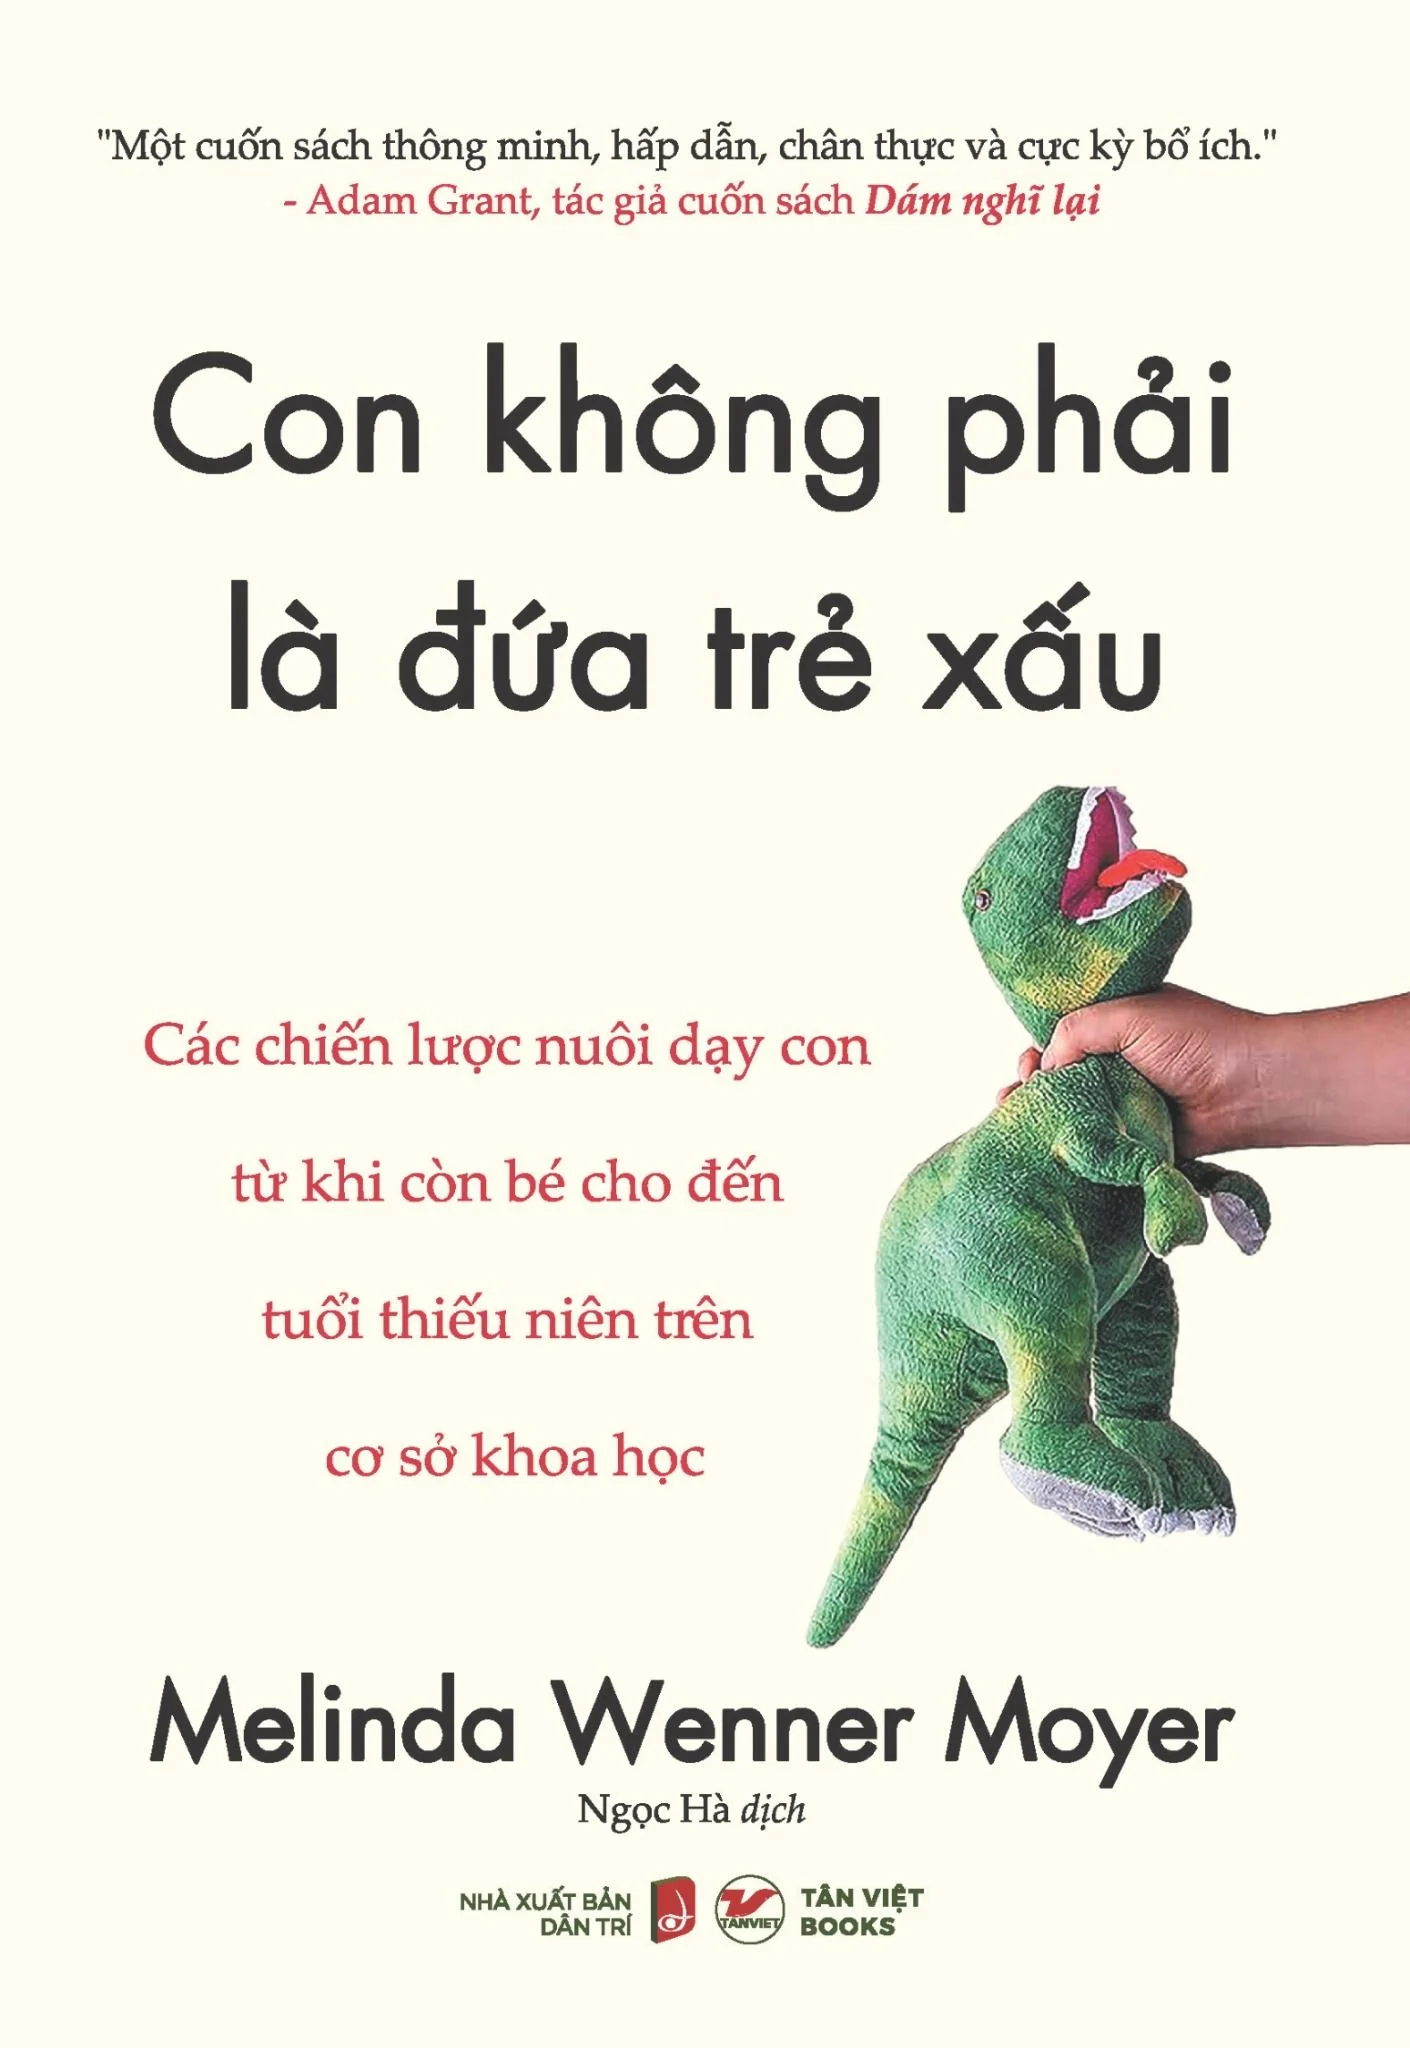 "Một cuốn sách thông minh, hấp dẫn, chân thực và cực kỳ bổ ích."
- Adam Grant, tác giả cuốn sách Dám nghĩ lại
Con không phải
là đứa trẻ xấu
Các chiến lược nuôi dạy con
từ khi còn bé cho đến
tuổi thiếu niên trên
cơ sở khoa học
Melinda Wenner Moyer
Ngọc Hà dịch
NHÀ XUẤT BẢN
DÂN TRÍ
TANVIET
TÂN VIỆT
BOOKS